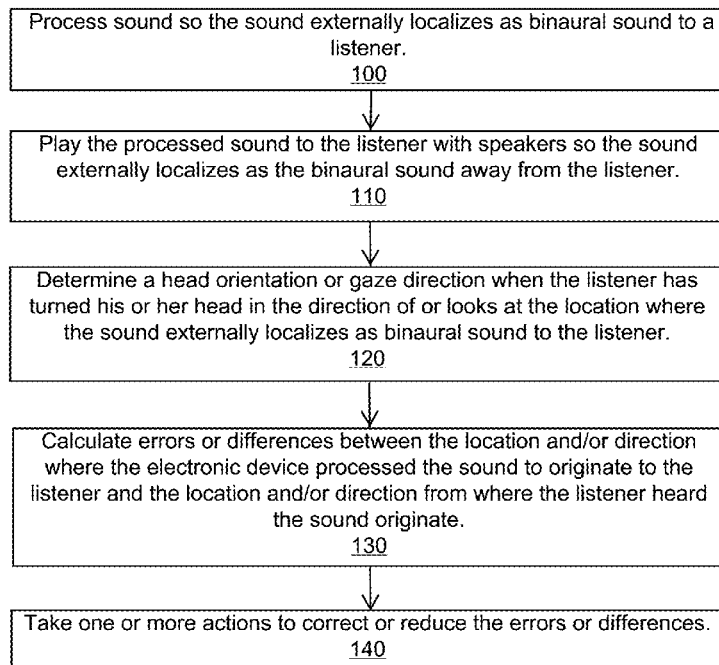 Process sound so the sound externally localizes as binaural sound to a
listener.
100
Play the processed sound to the listener with speakers so the sound
externally localizes as the binaural sound away from the listener.
110
Determine a head orientation or gaze direction when the listener has
turned his or her head in the direction of or looks at the location where
the sound externally localizes as binaural sound to the listener.
120
Calculate errors or differences between the location and/or direction
where the electronic device processed the sound to originate to the
listener and the location and/or direction from where the listener heard
the sound originate.
130
Take one or more actions to correct or reduce the errors or differences.
140